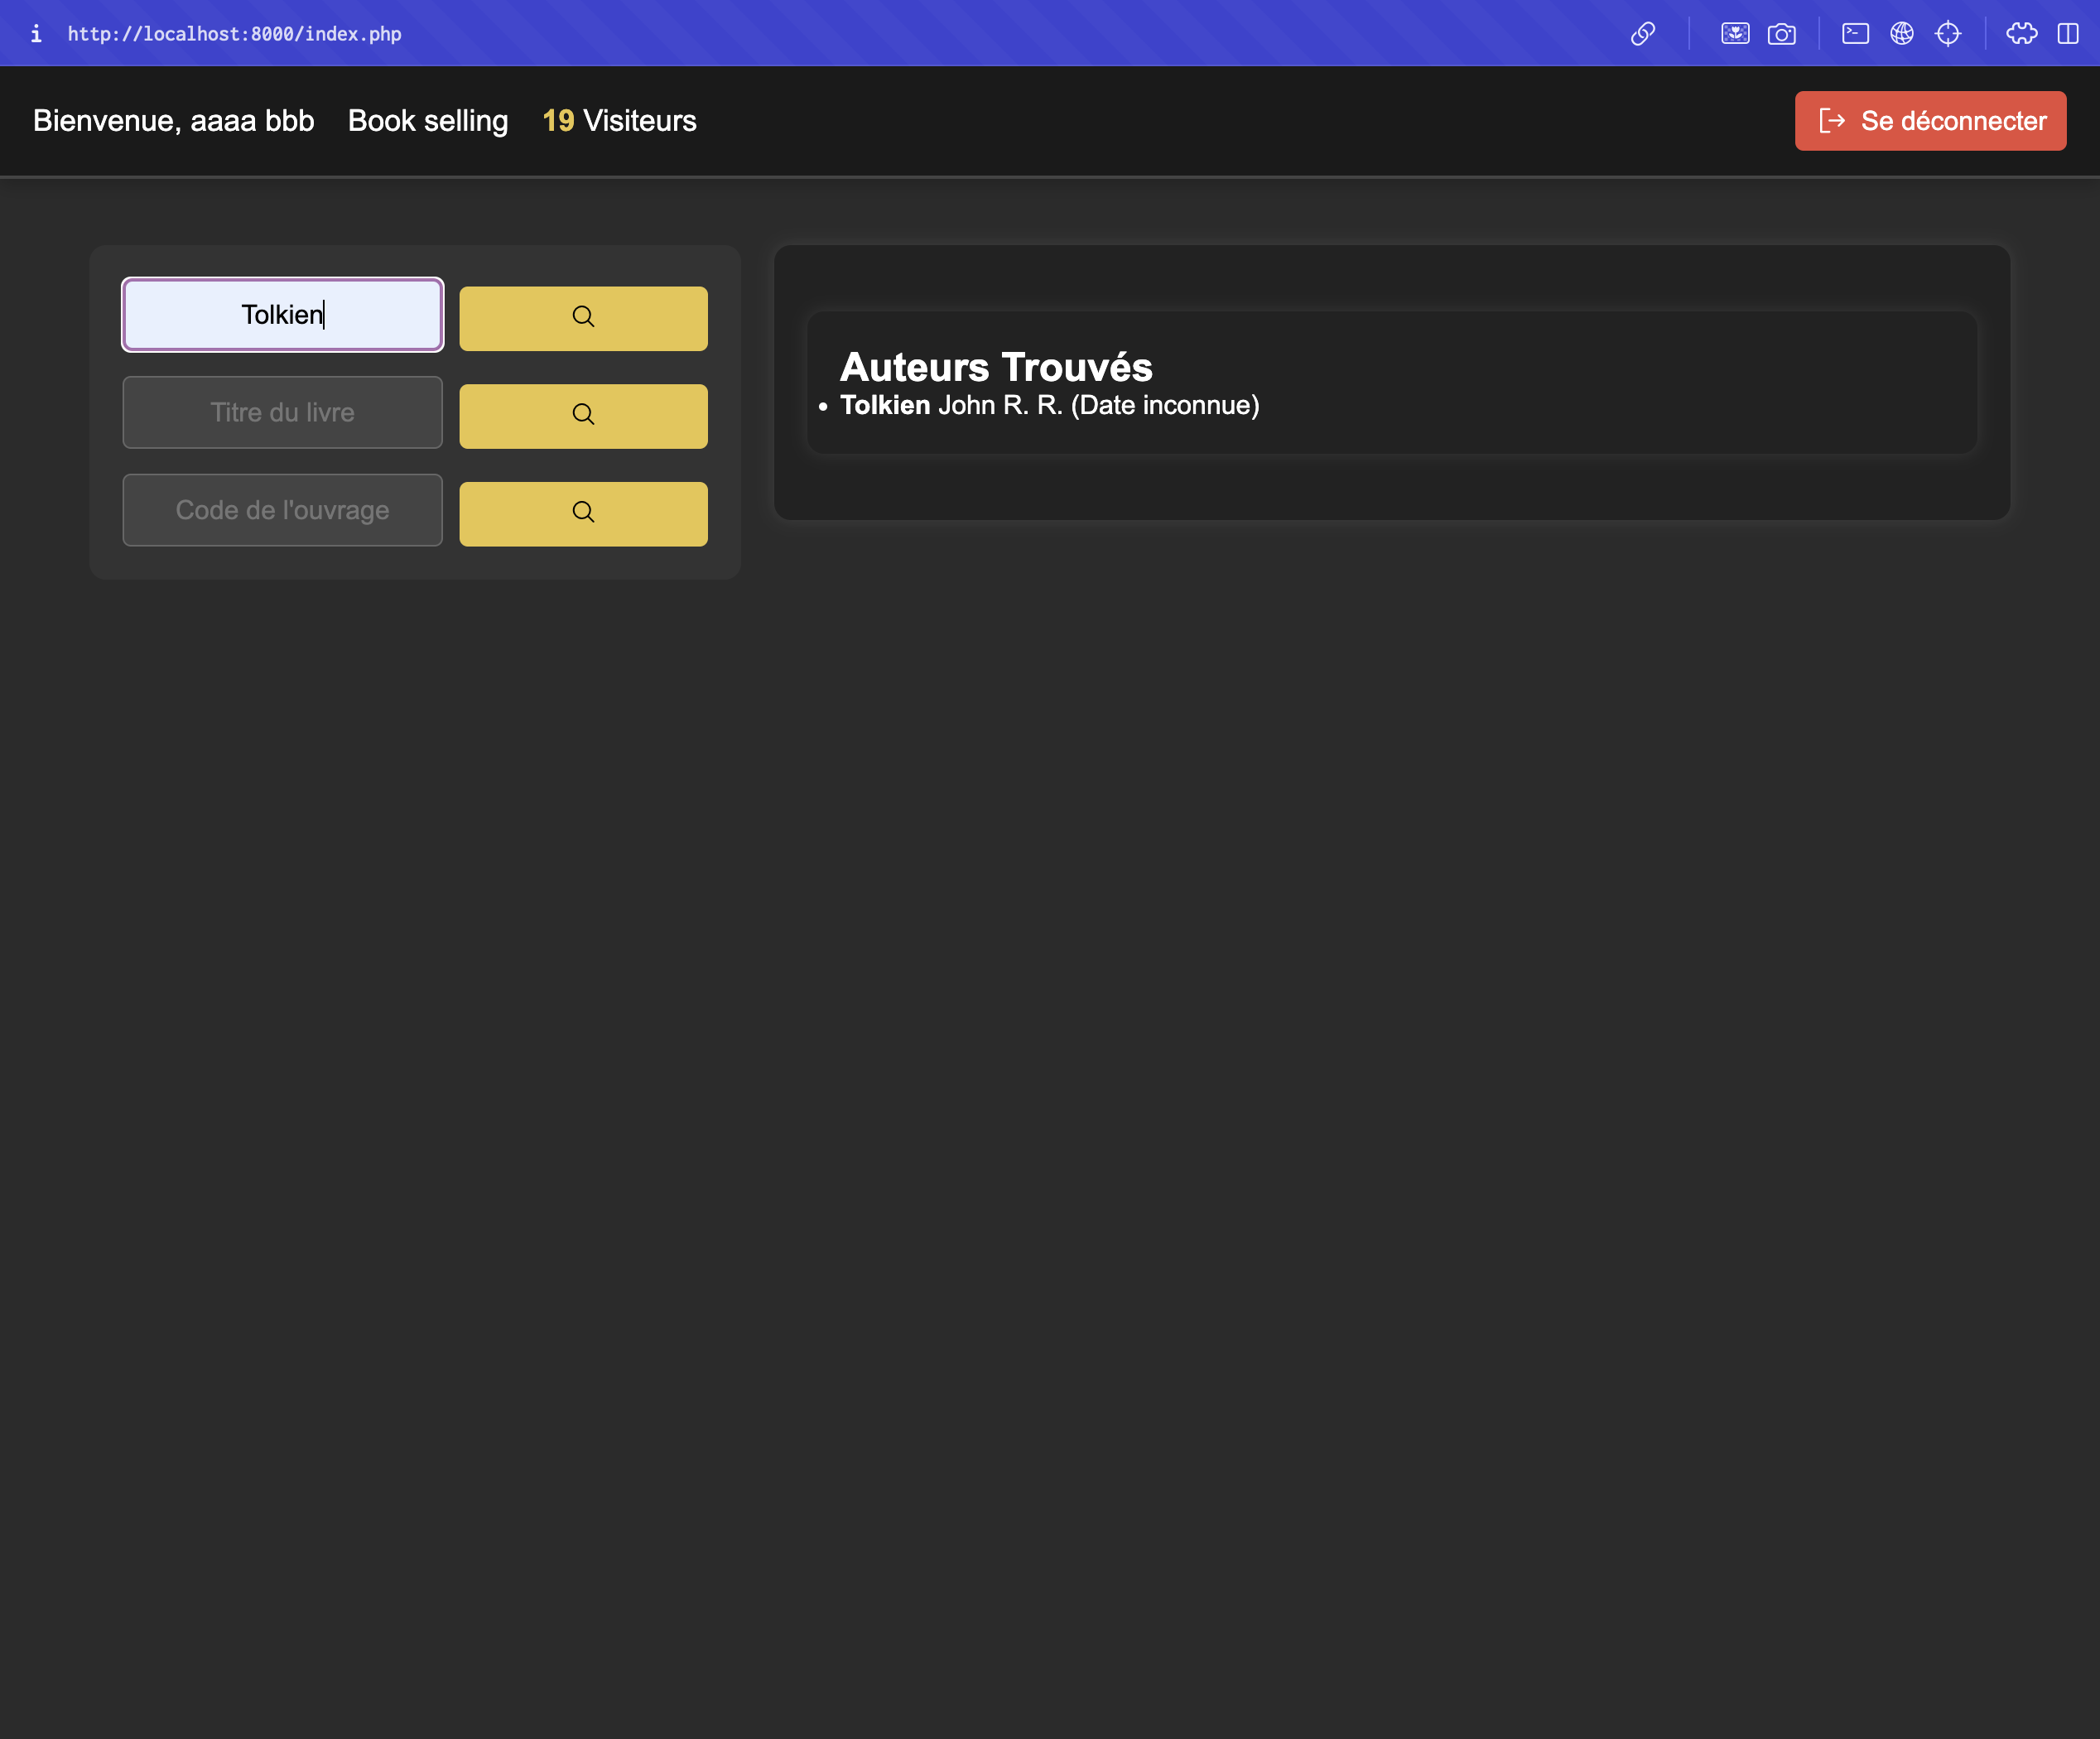 i http://localhost:8000/index.php
Bienvenue, aaaa bbb Book selling 19 Visiteurs Se déconnecter
Tolkien
Titre du livre
Code de l'ouvrage
Auteurs Trouvés
• Tolkien John R. R. (Date inconnue)